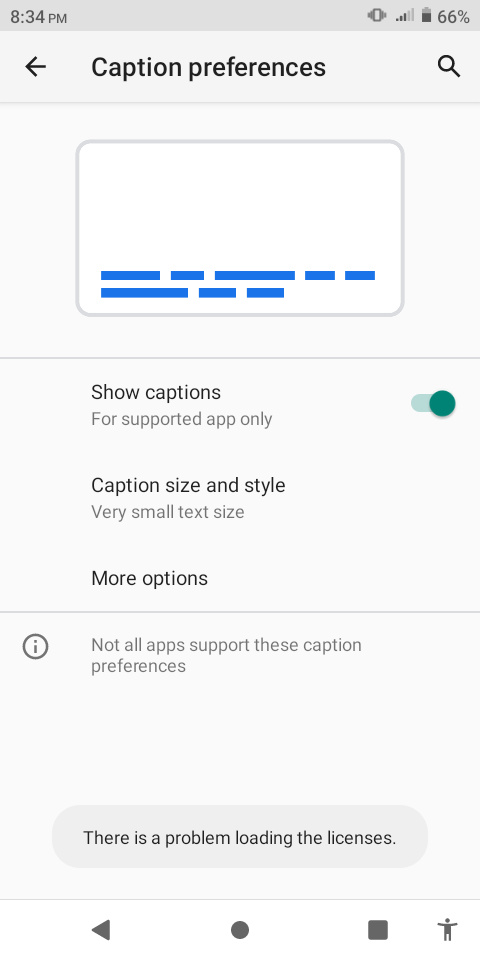 8:34 PM 66%
Caption preferences
Show captions
For supported app only
Caption size and style
Very small text size
More options
Not all apps support these caption
preferences
There is a problem loading the licenses.